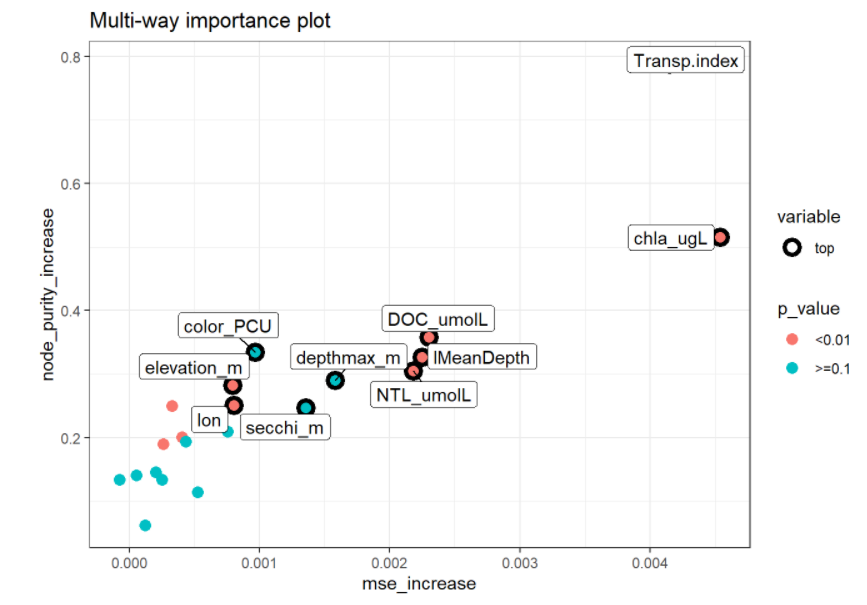 Multi-way importance plot
0.8
Transp.index
0.6
variable
chla_ugL
top
node_purity_increase
p_value
0.4
DOC_umolL
color_PCU
<0.01
depthmax_m
lMeanDepth
elevation_m
>=0.1
NTL_umolL
lon
secchi_m
0.2
0.000
0.001
0.002
0.003
0.004
mse_increase